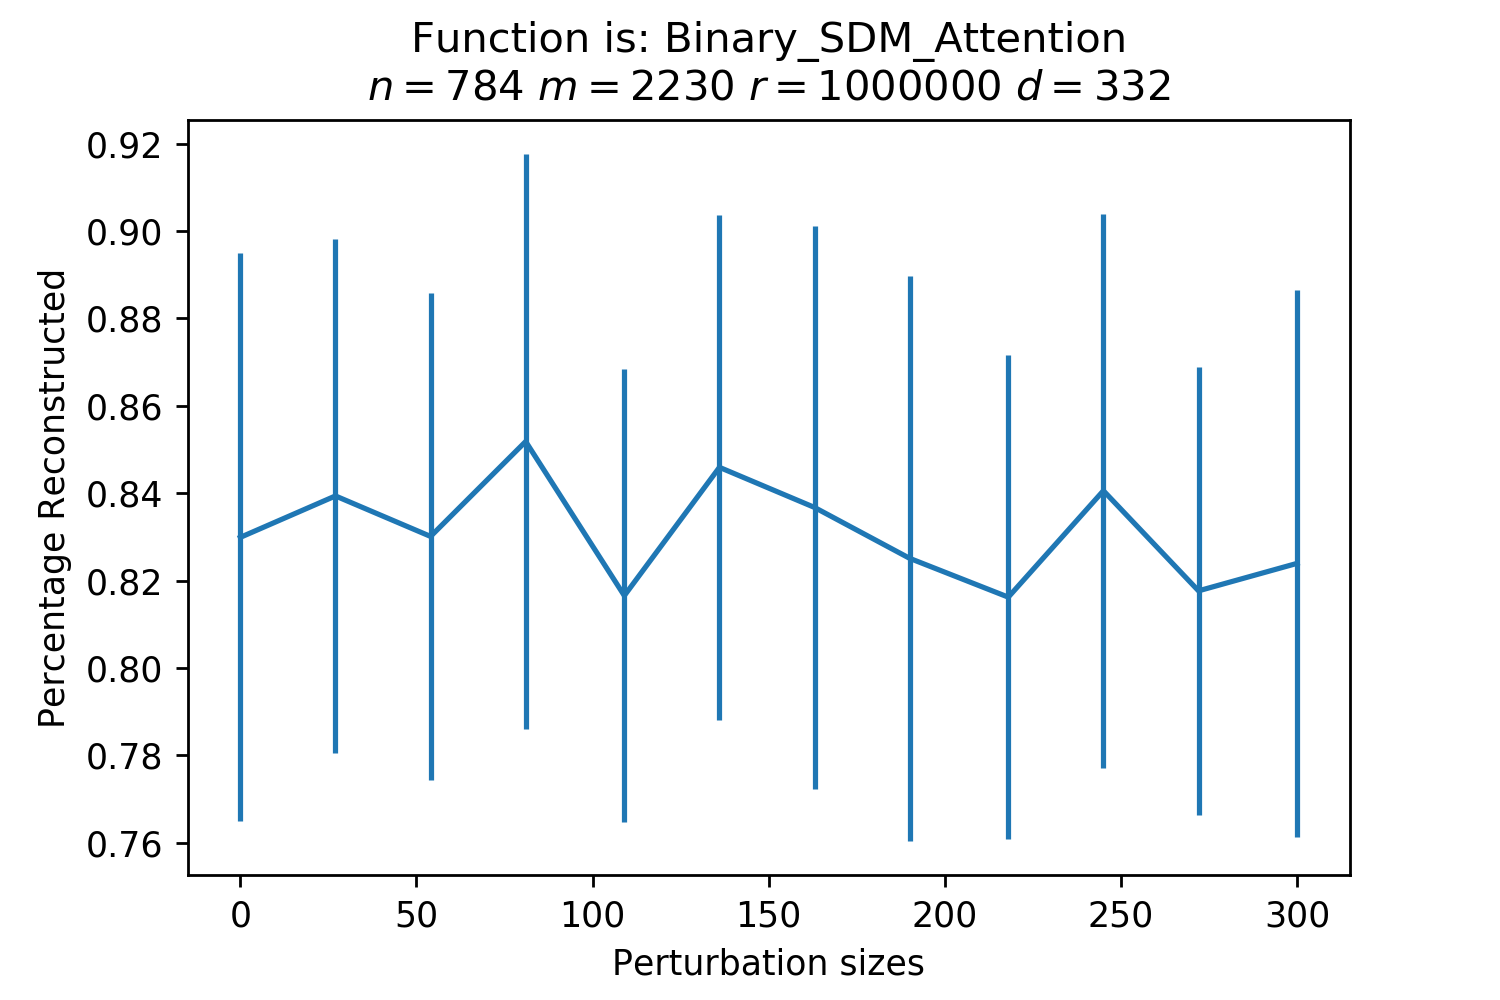 Function is: Binary_SDM_Attention
n = 784 m = 2230 r = 1000000 d = 332
0.92
0.90
0.88
0.86
0.84
0.82
0.80
0.78
0.76
Percentage Reconstructed
0 50 100 150 200 250 300
Perturbation sizes